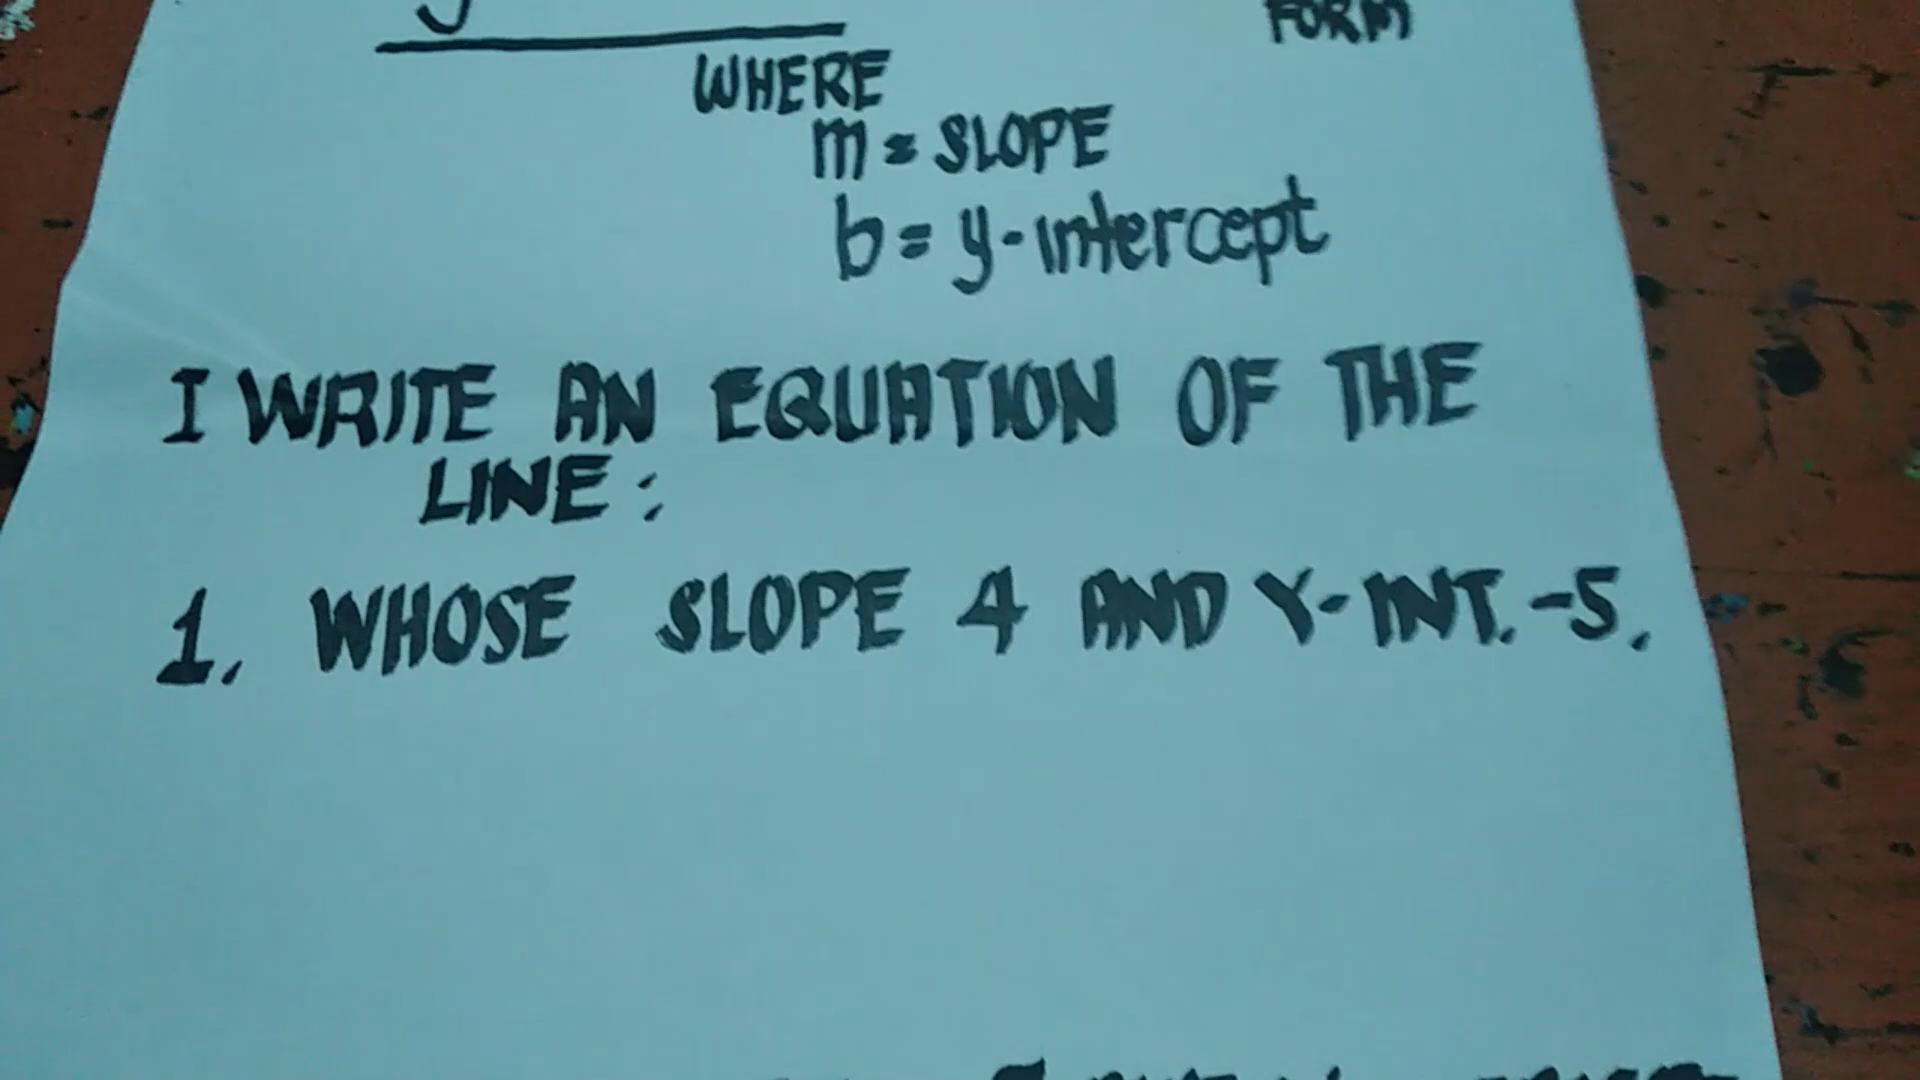 FORM
WHERE
m = SLOPE
b = y-intercept
I WRITE AN EQUATION OF THE
LINE:
1. WHOSE SLOPE 4 AND Y-INT. -5.